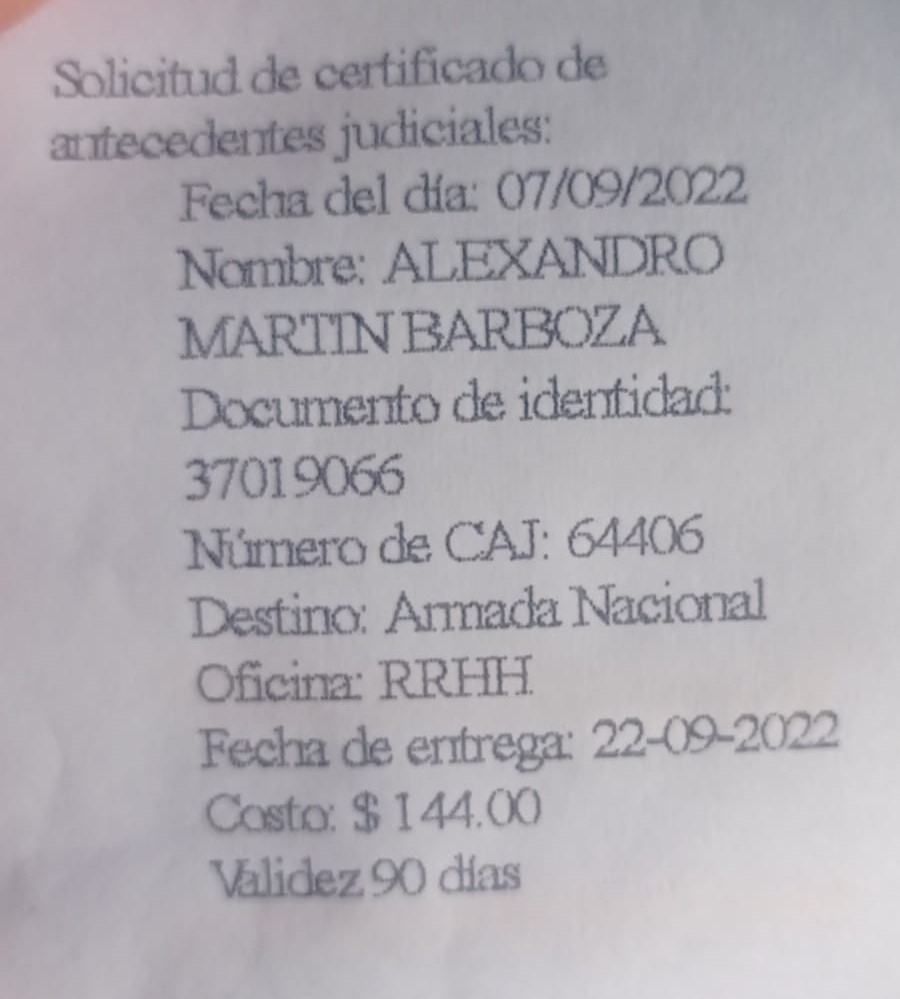 Solicitud de certificado de
antecedentes judiciales:
Fecha del día: 07/09/2022
Nombre: ALEXANDRO
MARTIN BARBOZA
Documento de identidad:
37019066
Número de CAJ: 64406
Destino: Armada Nacional
Oficina: RRHH
Fecha de entrega: 22-09-2022
Costo: $ 144.00
Validez 90 días